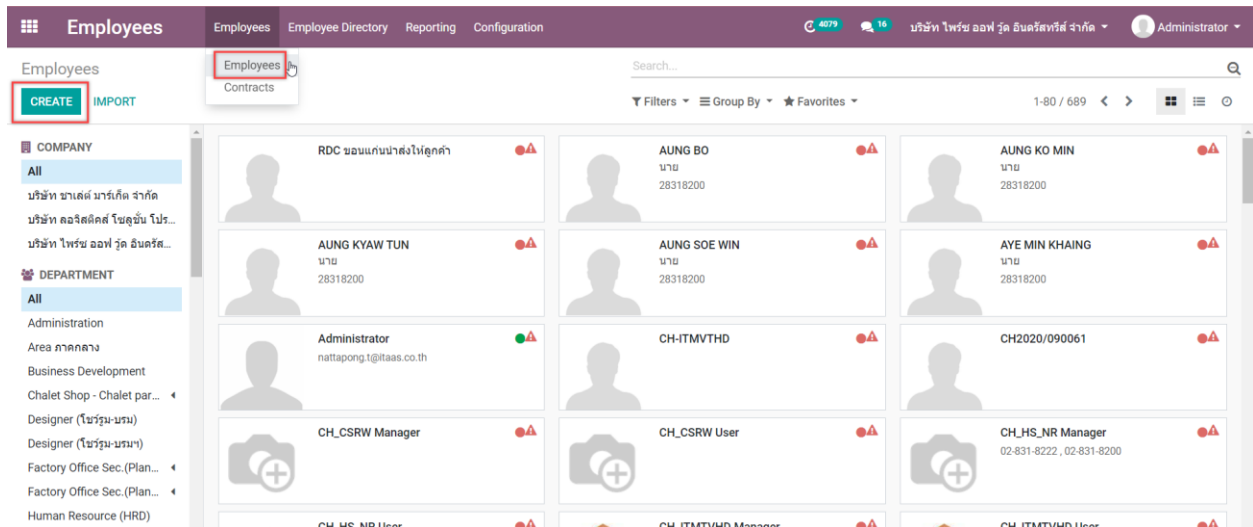 Employees
Employees Employee Directory Reporting Configuration
4079 16 บริษัท ไพร์ซ ออฟ วู้ด อินดรัสทรีส์ จำกัด Administrator
Employees
Contracts
Employees
Search...
CREATE IMPORT
Filters Group By Favorites
1-80 / 689
COMPANY
All
บริษัท ชาเล่ต์ มาร์เก็ต จำกัด
บริษัท ลอจิสติคส์ โซลูชั่น โปร...
บริษัท ไพร์ซ ออฟ วู้ด อินดรัส...
DEPARTMENT
All
Administration
Area ภาคกลาง
Business Development
Chalet Shop - Chalet par...
Designer (โชว์รูม-บรม)
Designer (โชว์รูม-บรมฯ)
Factory Office Sec.(Plan...
Factory Office Sec.(Plan...
Human Resource (HRD)
RDC ขอนแก่นนำส่งให้ลูกค้า
AUNG BO
นาย
28318200
AUNG KO MIN
นาย
28318200
AUNG KYAW TUN
นาย
28318200
AUNG SOE WIN
นาย
28318200
AYE MIN KHAING
นาย
28318200
Administrator
nattapong.t@itaas.co.th
CH-ITMVTHD
CH2020/090061
CH_CSRW Manager
CH_CSRW User
CH_HS_NR Manager
02-831-8222 , 02-831-8200
CH_HS_NR User
CH_ITMTVHD Manager
CH_ITMTVHD User